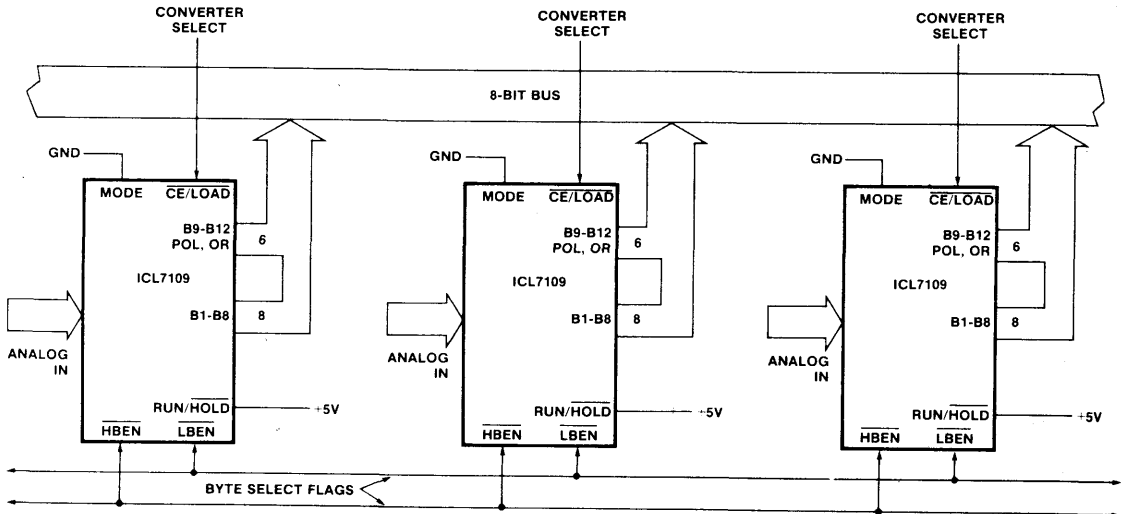 CONVERTER
SELECT
CONVERTER
SELECT
CONVERTER
SELECT
8-BIT BUS
GND
MODE
CE/LOAD
B9-B12
POL, OR
6
ICL7109
B1-B8
8
ANALOG
IN
RUN/HOLD
+5V
HBEN
LBEN
GND
MODE
CE/LOAD
B9-B12
POL, OR
6
ICL7109
B1-B8
8
ANALOG
IN
RUN/HOLD
+5V
HBEN
LBEN
GND
MODE
CE/LOAD
B9-B12
POL, OR
6
ICL7109
B1-B8
8
ANALOG
IN
RUN/HOLD
+5V
HBEN
LBEN
BYTE SELECT FLAGS